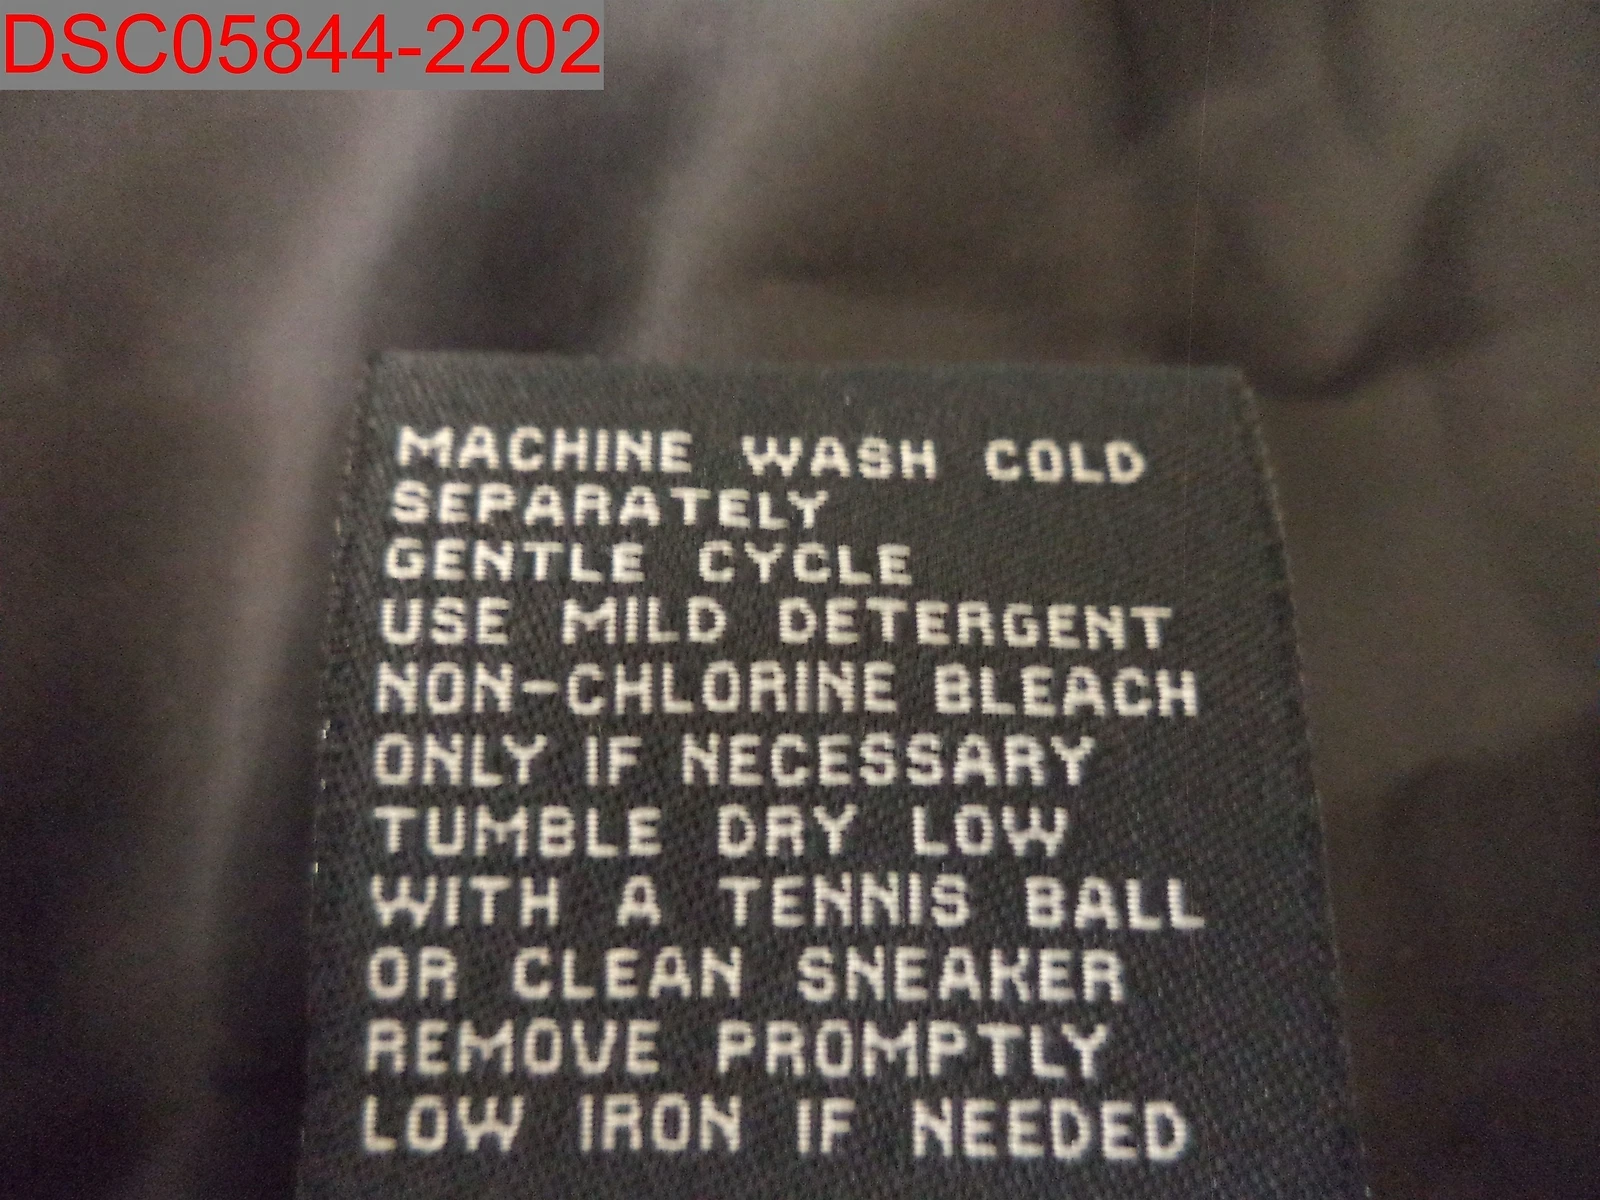 DSC05844-2202
MACHINE WASH COLD
SEPARATELY
GENTLE CYCLE
USE MILD DETERGENT
NON-CHLORINE BLEACH
ONLY IF NECESSARY
TUMBLE DRY LOW
WITH A TENNIS BALL
OR CLEAN SNEAKER
REMOVE PROMPTLY
LOW IRON IF NEEDED